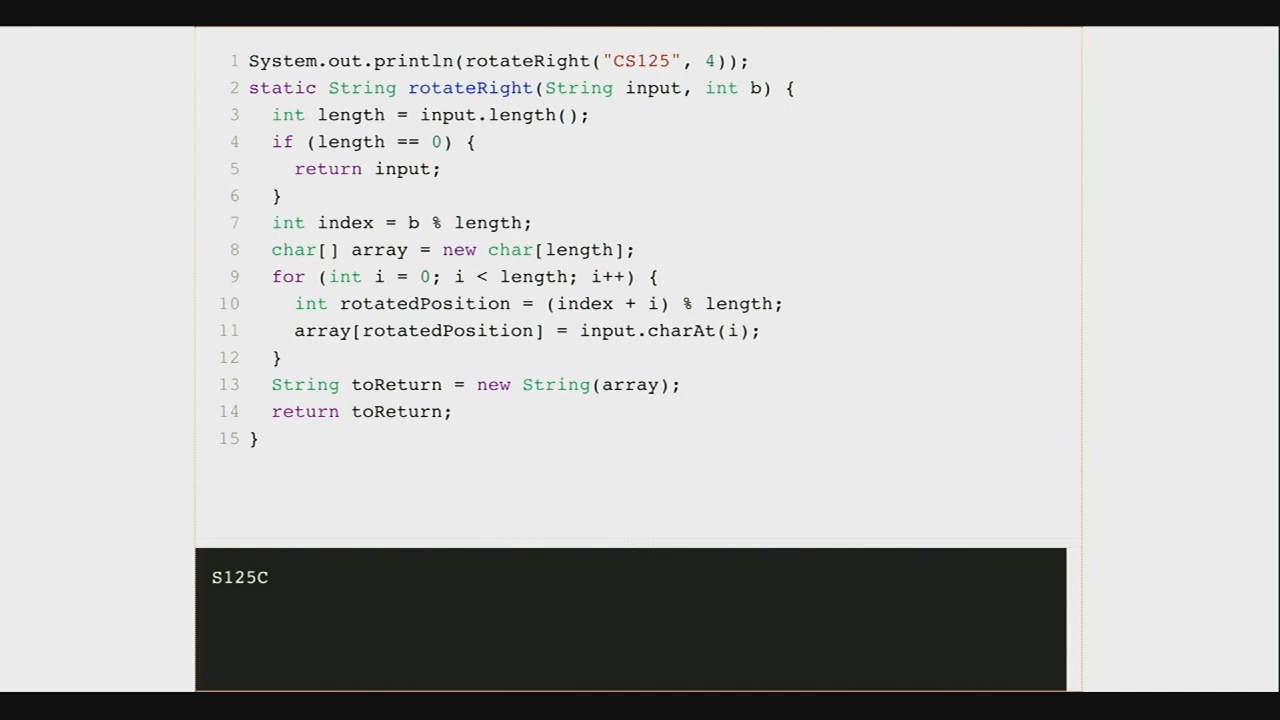 1 System.out.println(rotateRight("CS125", 4));
2 static String rotateRight(String input, int b) {
3   int length = input.length();
4   if (length == 0) {
5     return input;
6   }
7   int index = b % length;
8   char[] array = new char[length];
9   for (int i = 0; i < length; i++) {
10     int rotatedPosition = (index + i) % length;
11     array[rotatedPosition] = input.charAt(i);
12   }
13   String toReturn = new String(array);
14   return toReturn;
15 }
S125C